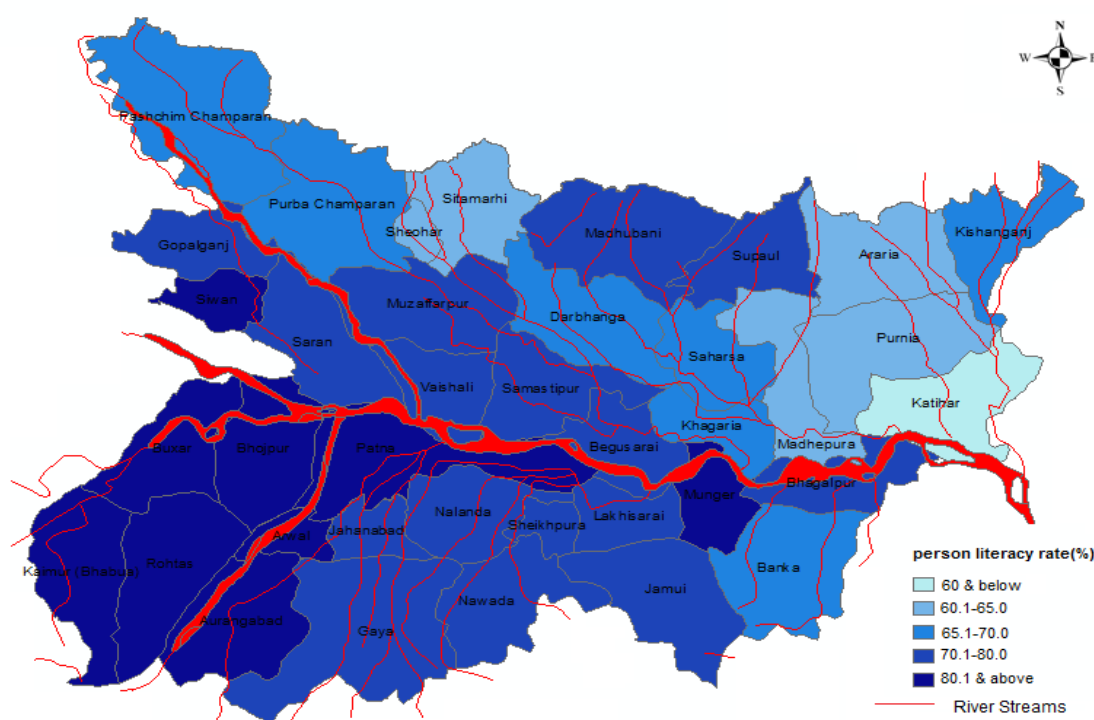 N
W E
S
Pashchim Champaran
Purba Champaran
Sitamarhi
Sheohar
Gopalganj
Madhubani
Supaul
Araria
Kishanganj
Siwan
Muzaffarpur
Darbhanga
Purnia
Saran
Saharsa
Vaishali
Samastipur
Katihar
Khagaria
Madhepura
Buxar
Bhojpur
Patna
Begusarai
Munger
Bhagalpur
Nalanda
Lakhisarai
Jahanabad
Sheikhpura
Arwal
Kaimur (Bhabua)
Rohtas
Banka
Jamui
Nawada
Aurangabad
Gaya
person literacy rate(%)
60 & below
60.1-65.0
65.1-70.0
70.1-80.0
80.1 & above
River Streams